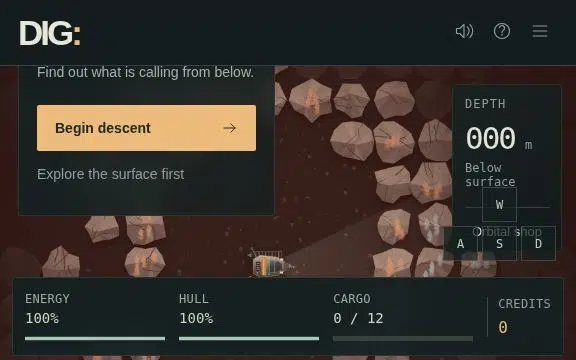 DIG:
Find out what is calling from below.
Begin descent
Explore the surface first
DEPTH
000 m
Below
surface
W
Orbital shop
A S D
ENERGY
100%
HULL
100%
CARGO
0 / 12
CREDITS
0